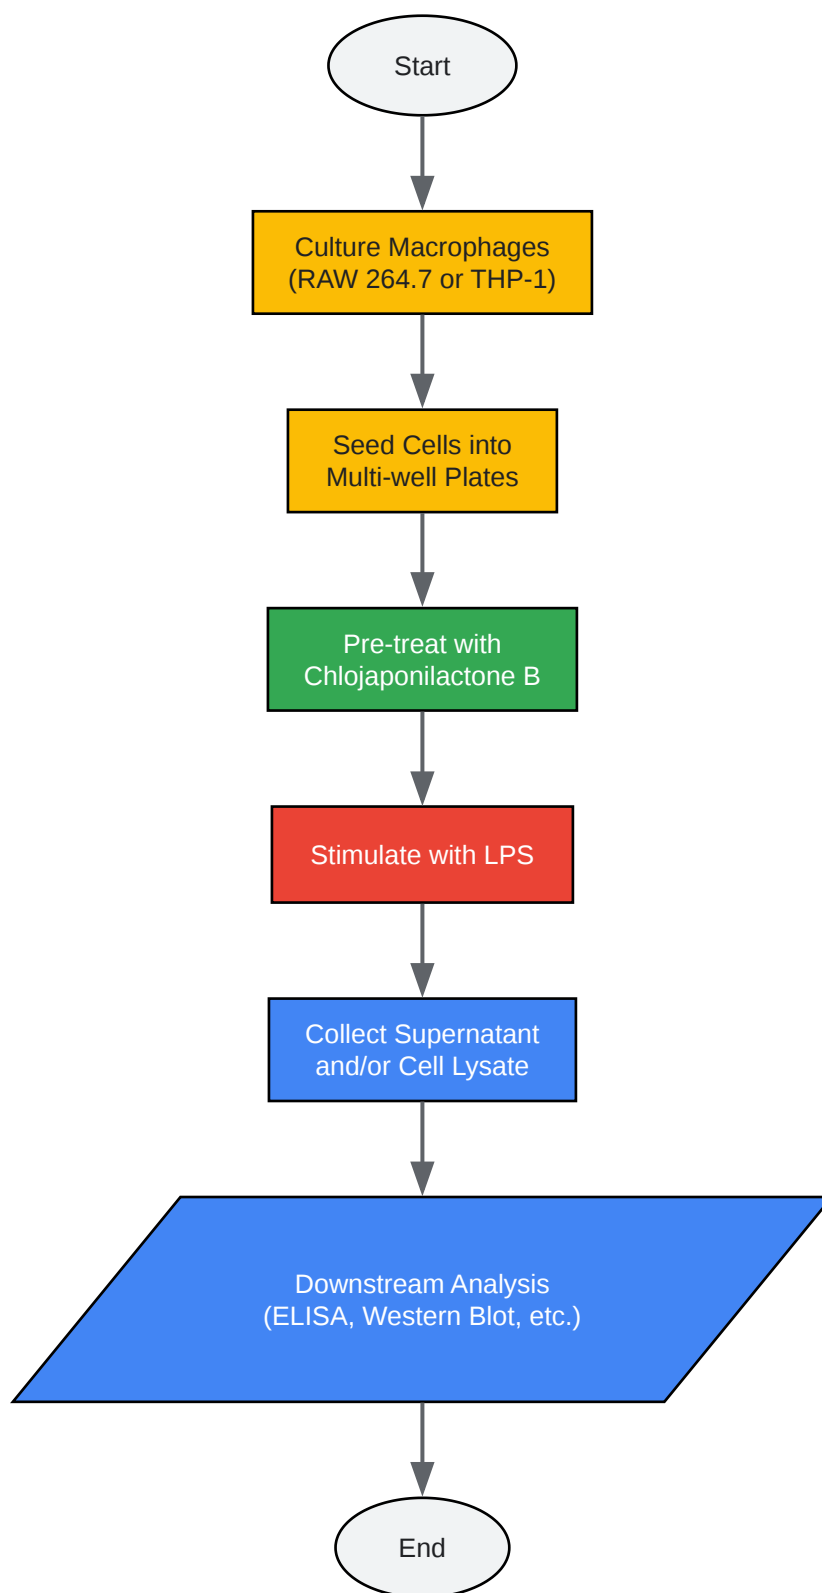 Start
Culture Macrophages
(RAW 264.7 or THP-1)
Seed Cells into
Multi-well Plates
Pre-treat with
Chlojaponilactone B
Stimulate with LPS
Collect Supernatant
and/or Cell Lysate
Downstream Analysis
(ELISA, Western Blot, etc.)
End